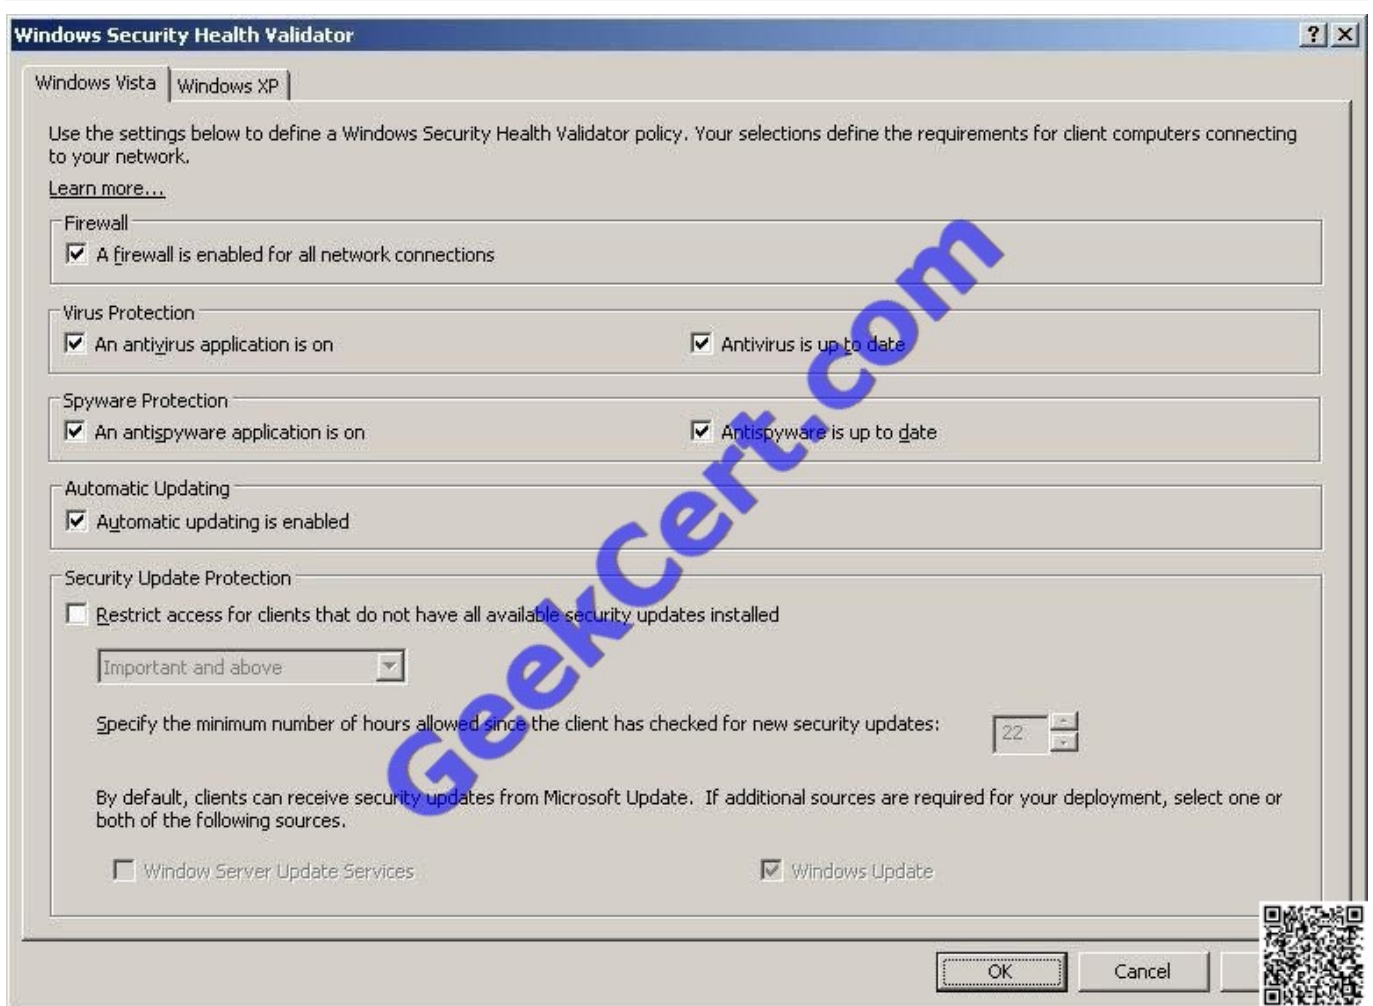 Windows Security Health Validator
Windows Vista
Windows XP
Use the settings below to define a Windows Security Health Validator policy. Your selections define the requirements for client computers connecting
to your network.
Learn more...
Firewall
A firewall is enabled for all network connections
Virus Protection
An antivirus application is on
Antivirus is up to date
Spyware Protection
An antispyware application is on
Antispyware is up to date
Automatic Updating
Automatic updating is enabled
Security Update Protection
Restrict access for clients that do not have all available security updates installed
Important and above
Specify the minimum number of hours allowed since the client has checked for new security updates:
22
By default, clients can receive security updates from Microsoft Update. If additional sources are required for your deployment, select one or
both of the following sources.
Window Server Update Services
Windows Update
OK
Cancel
GeekCert.com